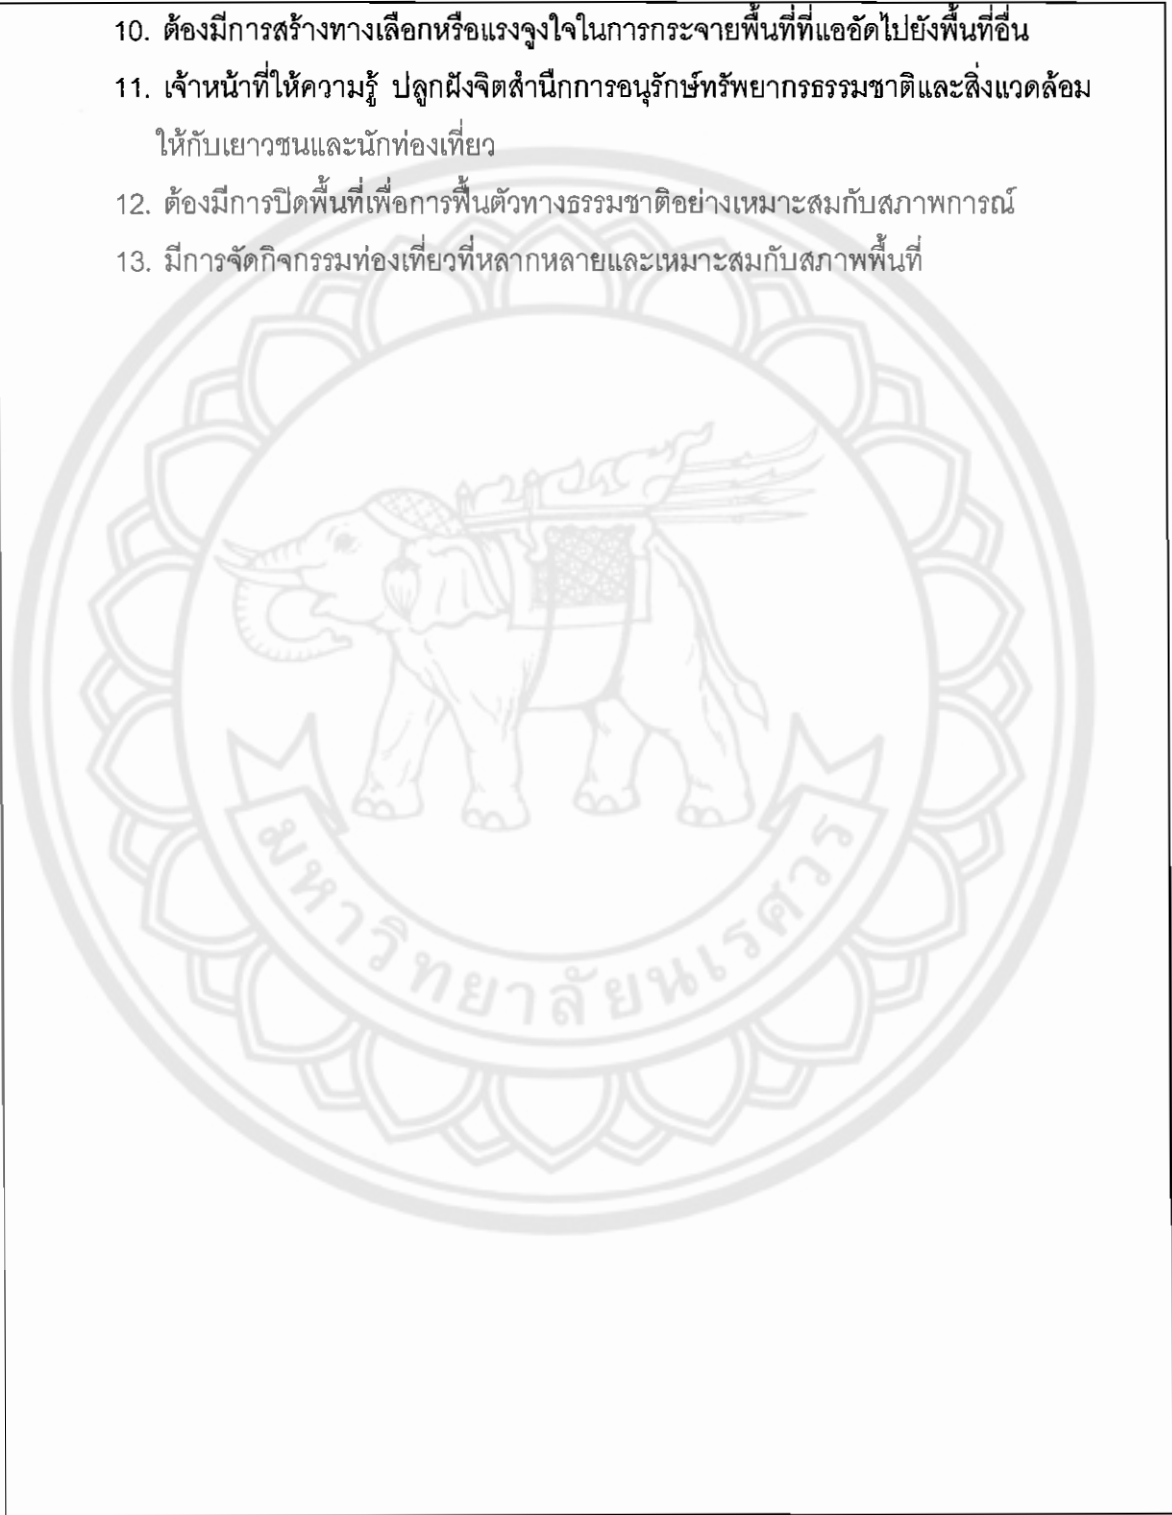 10. ต้องมีการสร้างทางเลือกหรือแรงจูงใจในการกระจายพื้นที่ที่แออัดไปยังพื้นที่อื่น
11. เจ้าหน้าที่ให้ความรู้ ปลูกฝังจิตสำนึกการอนุรักษ์ทรัพยากรธรรมชาติและสิ่งแวดล้อม
ให้กับเยาวชนและนักท่องเที่ยว
12. ต้องมีการปิดพื้นที่เพื่อการฟื้นตัวทางธรรมชาติอย่างเหมาะสมกับสภาพการณ์
13. มีการจัดกิจกรรมท่องเที่ยวที่หลากหลายและเหมาะสมกับสภาพพื้นที่
มหาวิทยาลัยนเรศวร